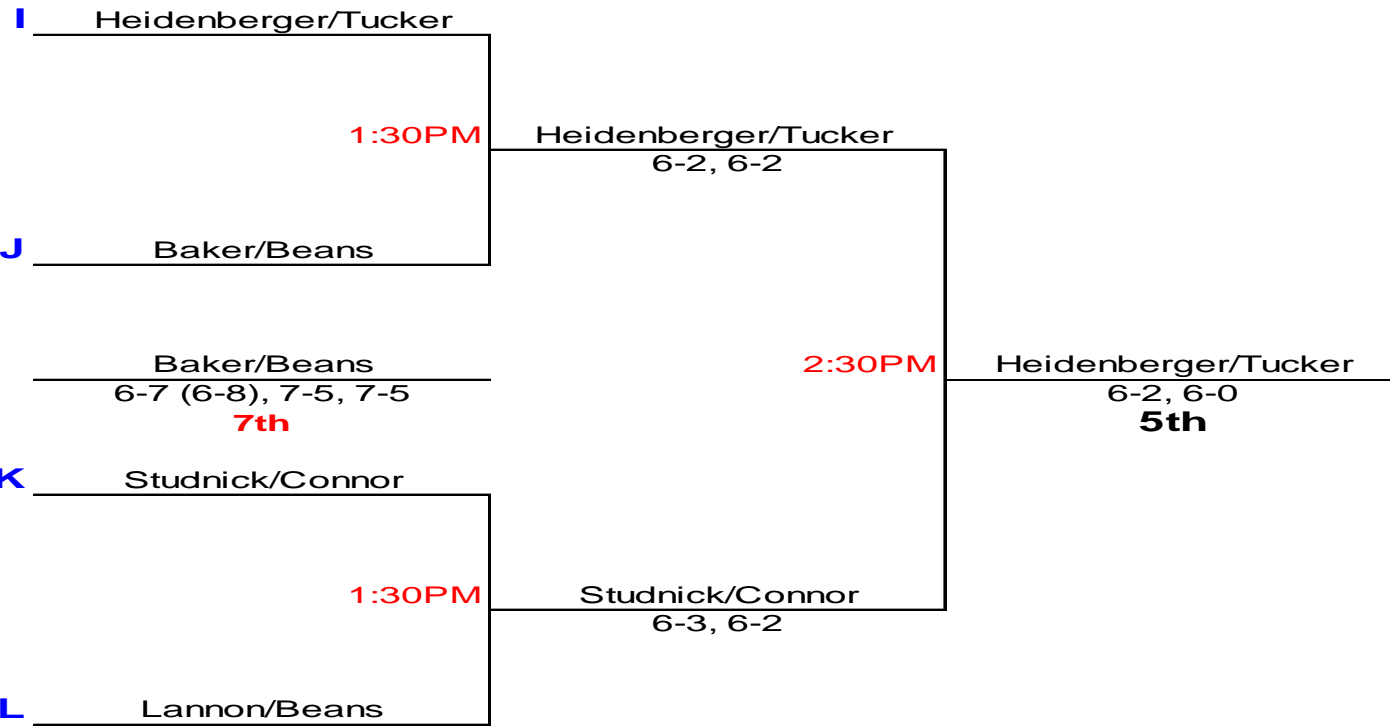 I Heidenberger/Tucker
1:30PM Heidenberger/Tucker
6-2, 6-2
J Baker/Beans
Baker/Beans 2:30PM Heidenberger/Tucker
6-7 (6-8), 7-5, 7-5 6-2, 6-0
7th 5th
K Studnick/Connor
1:30PM Studnick/Connor
6-3, 6-2
L Lannon/Beans